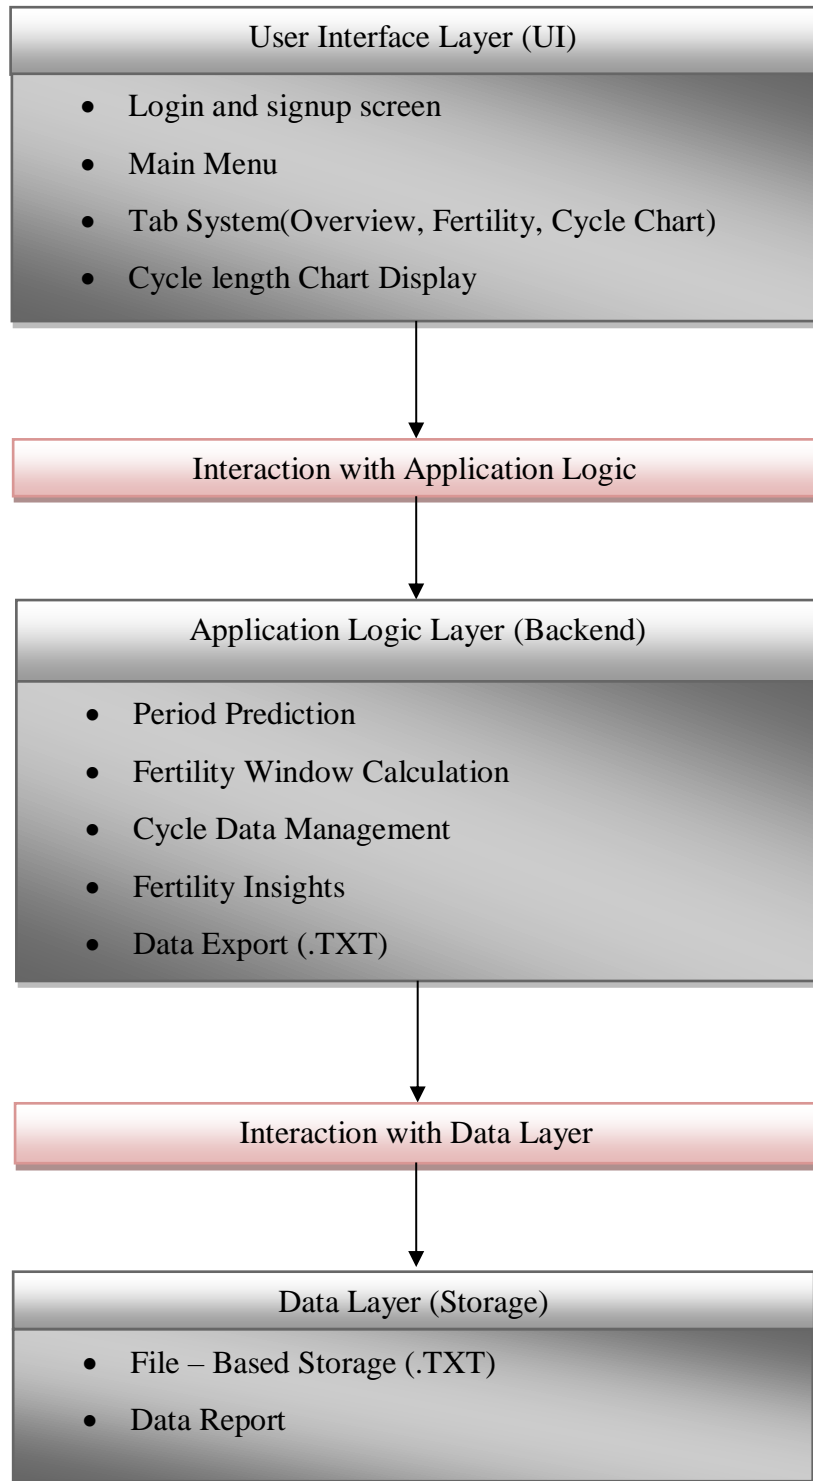 User Interface Layer (UI)
• Login and signup screen
• Main Menu
• Tab System(Overview, Fertility, Cycle Chart)
• Cycle length Chart Display
Interaction with Application Logic
Application Logic Layer (Backend)
• Period Prediction
• Fertility Window Calculation
• Cycle Data Management
• Fertility Insights
• Data Export (.TXT)
Interaction with Data Layer
Data Layer (Storage)
• File – Based Storage (.TXT)
• Data Report